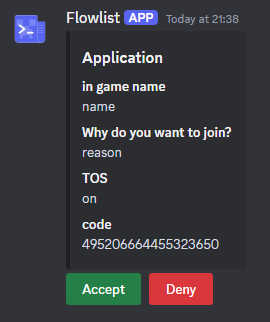 Flowlist APP Today at 21:38
Application
in game name
name
Why do you want to join?
reason
TOS
on
code
495206664455323650
Accept Deny